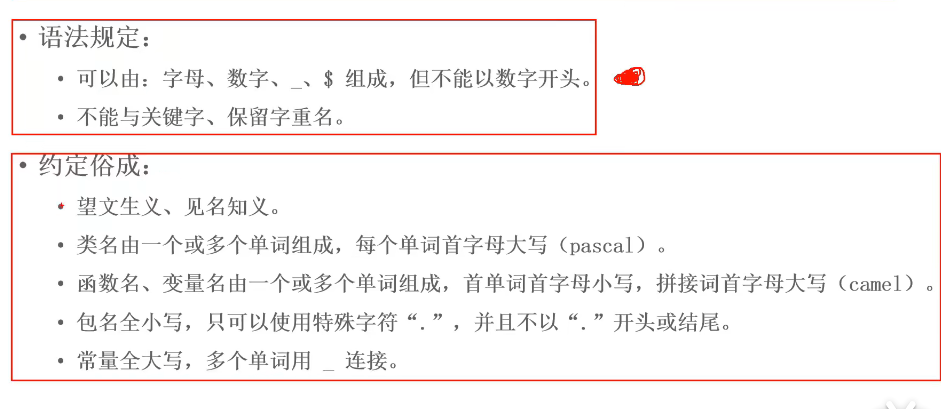 • 语法规定：
• 可以由：字母、数字、_、$ 组成，但不能以数字开头。
• 不能与关键字、保留字重名。
• 约定俗成：
• 望文生义、见名知义。
• 类名由一个或多个单词组成，每个单词首字母大写（pascal）。
• 函数名、变量名由一个或多个单词组成，首单词首字母小写，拼接词首字母大写（camel）。
• 包名全小写，只可以使用特殊字符“.”，并且不以“.”开头或结尾。
• 常量全大写，多个单词用 _ 连接。